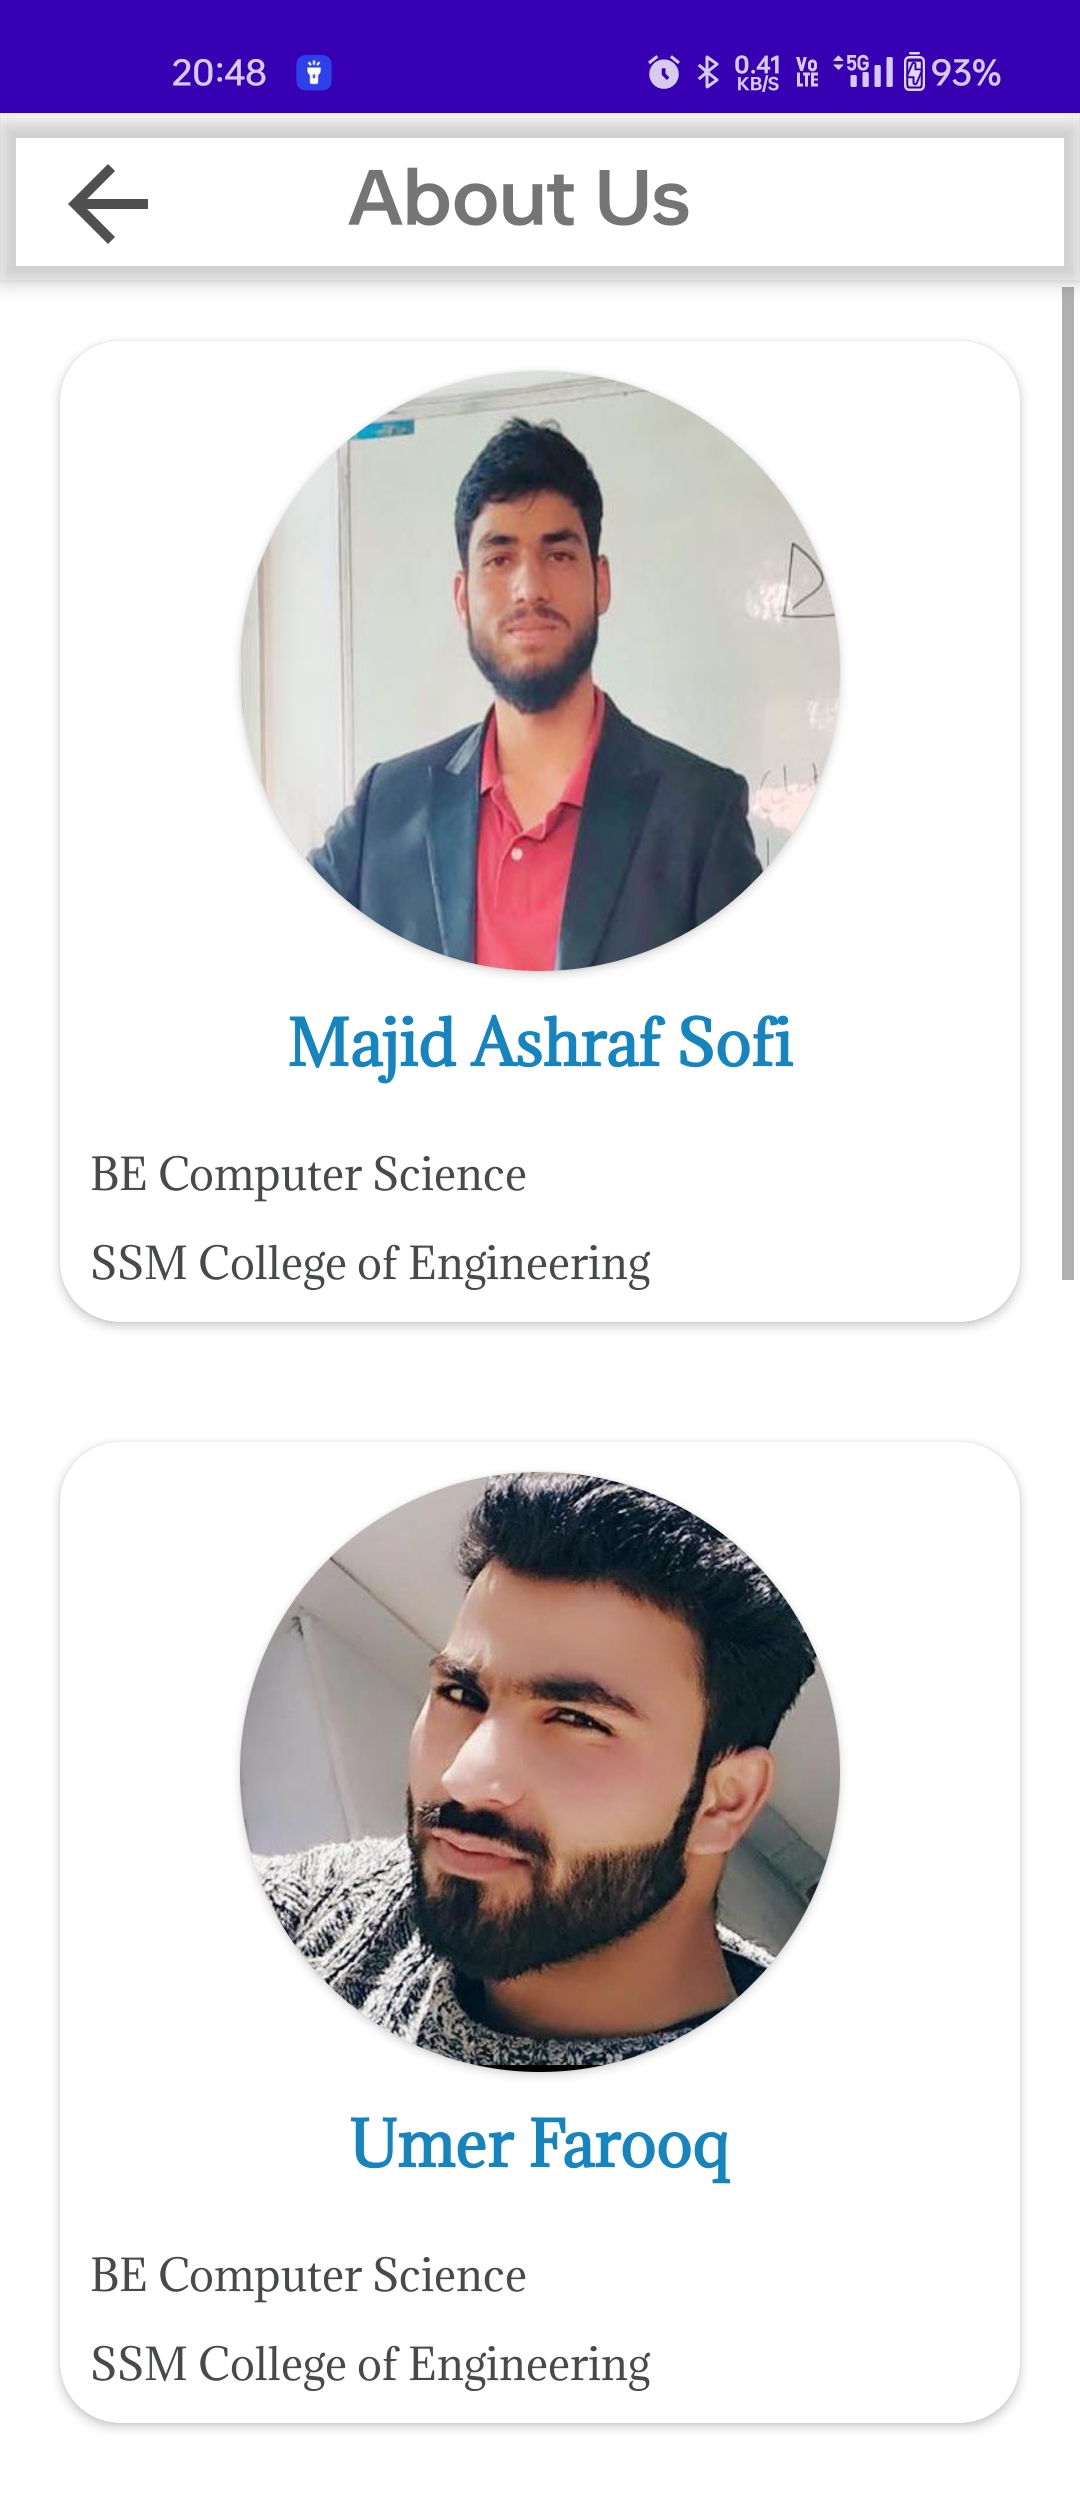 20:48 0.41 KB/S Vo LTE 5G 93%
About Us
Majid Ashraf Sofi
BE Computer Science
SSM College of Engineering
Umer Farooq
BE Computer Science
SSM College of Engineering